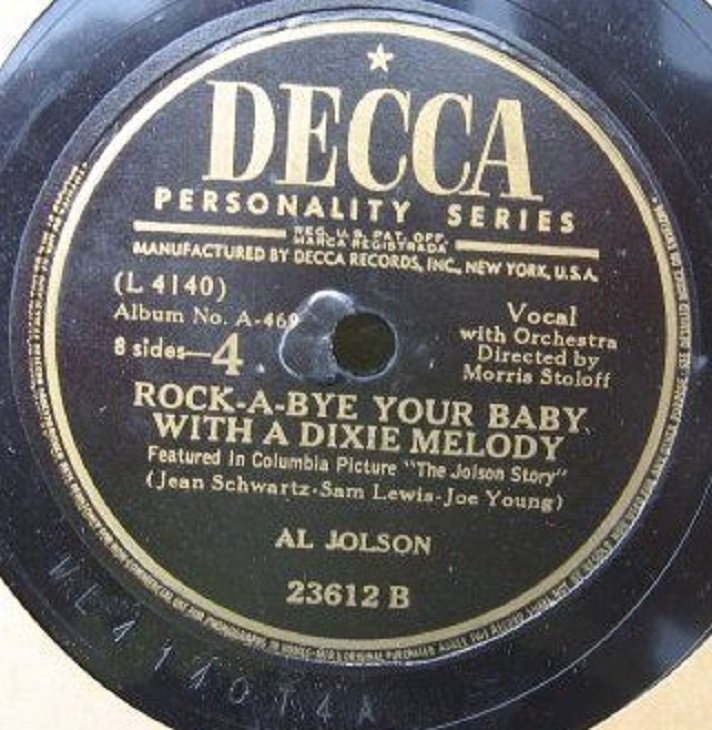 DECCA
PERSONALITY SERIES
REG. U.S. PAT. OFF.
MARCA REGISTRADA
MANUFACTURED BY DECCA RECORDS, INC., NEW YORK, U.S.A.
(L 4140)
Album No. A-469
8 sides—4
Vocal
with Orchestra
Directed by
Morris Stoloff
ROCK-A-BYE YOUR BABY
WITH A DIXIE MELODY
Featured in Columbia Picture "The Jolson Story"
(Jean Schwartz-Sam Lewis-Joe Young)
AL JOLSON
23612 B